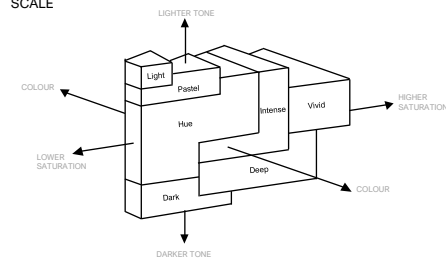 SCALE
LIGHTER TONE
Light
Pastel
COLOUR
Hue
Intense
Vivid
HIGHER
SATURATION
LOWER
SATURATION
Deep
COLOUR
Dark
DARKER TONE